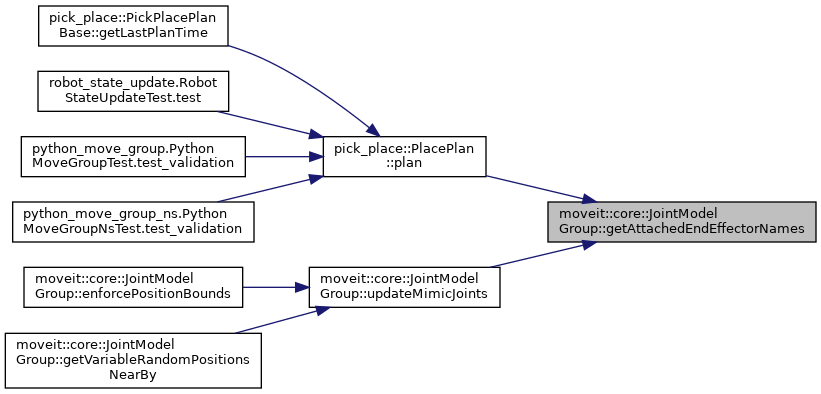 pick_place::PickPlacePlan
Base::getLastPlanTime
robot_state_update.Robot
StateUpdateTest.test
python_move_group.Python
MoveGroupTest.test_validation
python_move_group_ns.Python
MoveGroupNsTest.test_validation
pick_place::PlacePlan
::plan
moveit::core::JointModel
Group::getAttachedEndEffectorNames
moveit::core::JointModel
Group::enforcePositionBounds
moveit::core::JointModel
Group::updateMimicJoints
moveit::core::JointModel
Group::getVariableRandomPositions
NearBy